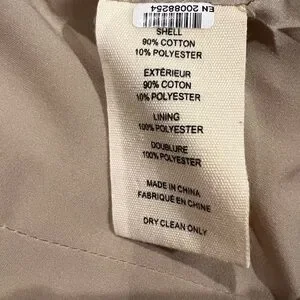 EN 20088254
SHELL
90% COTTON
10% POLYESTER
EXTÉRIEUR
90% COTON
10% POLYESTER
LINING
100% POLYESTER
DOUBLURE
100% POLYESTER
MADE IN CHINA
FABRIQUÉ EN CHINE
DRY CLEAN ONLY